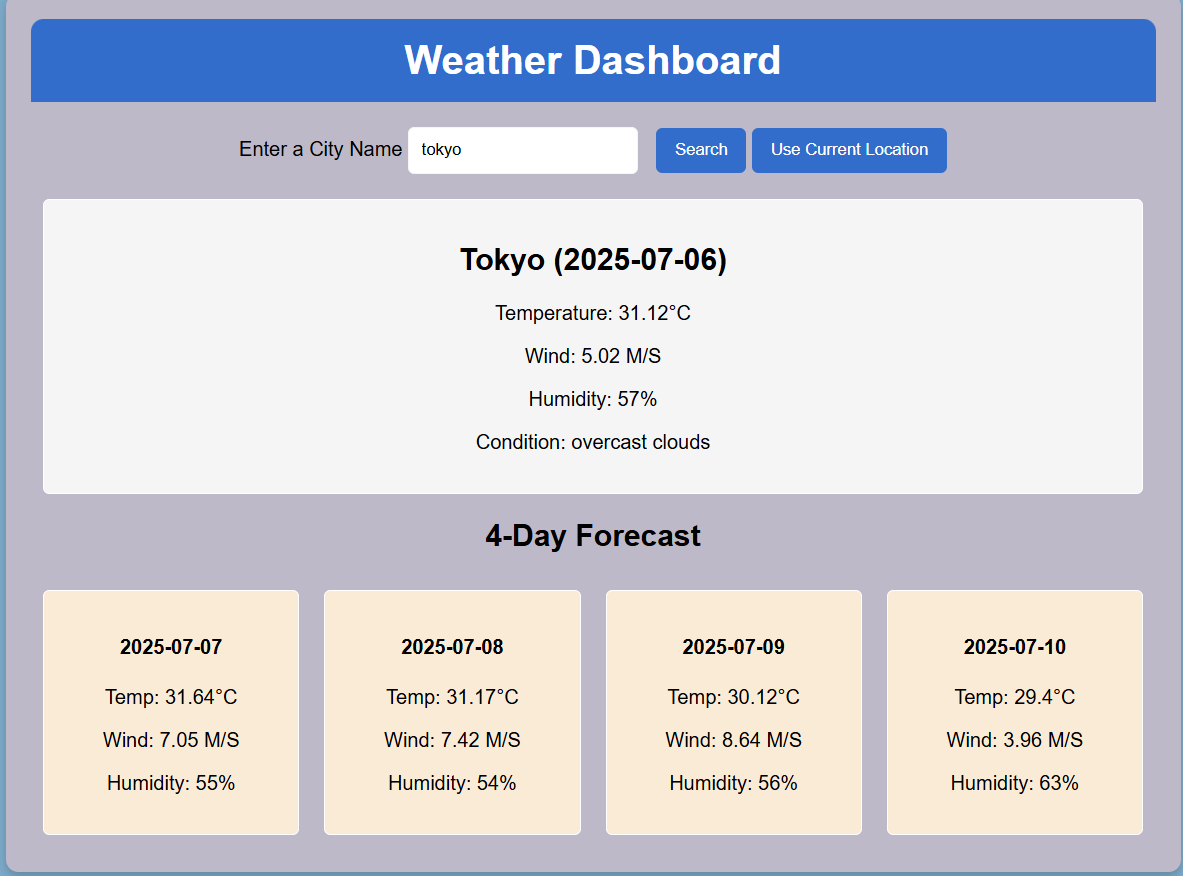 Weather Dashboard
Enter a City Name tokyo Search Use Current Location
Tokyo (2025-07-06)
Temperature: 31.12°C
Wind: 5.02 M/S
Humidity: 57%
Condition: overcast clouds
4-Day Forecast
2025-07-07
Temp: 31.64°C
Wind: 7.05 M/S
Humidity: 55%
2025-07-08
Temp: 31.17°C
Wind: 7.42 M/S
Humidity: 54%
2025-07-09
Temp: 30.12°C
Wind: 8.64 M/S
Humidity: 56%
2025-07-10
Temp: 29.4°C
Wind: 3.96 M/S
Humidity: 63%